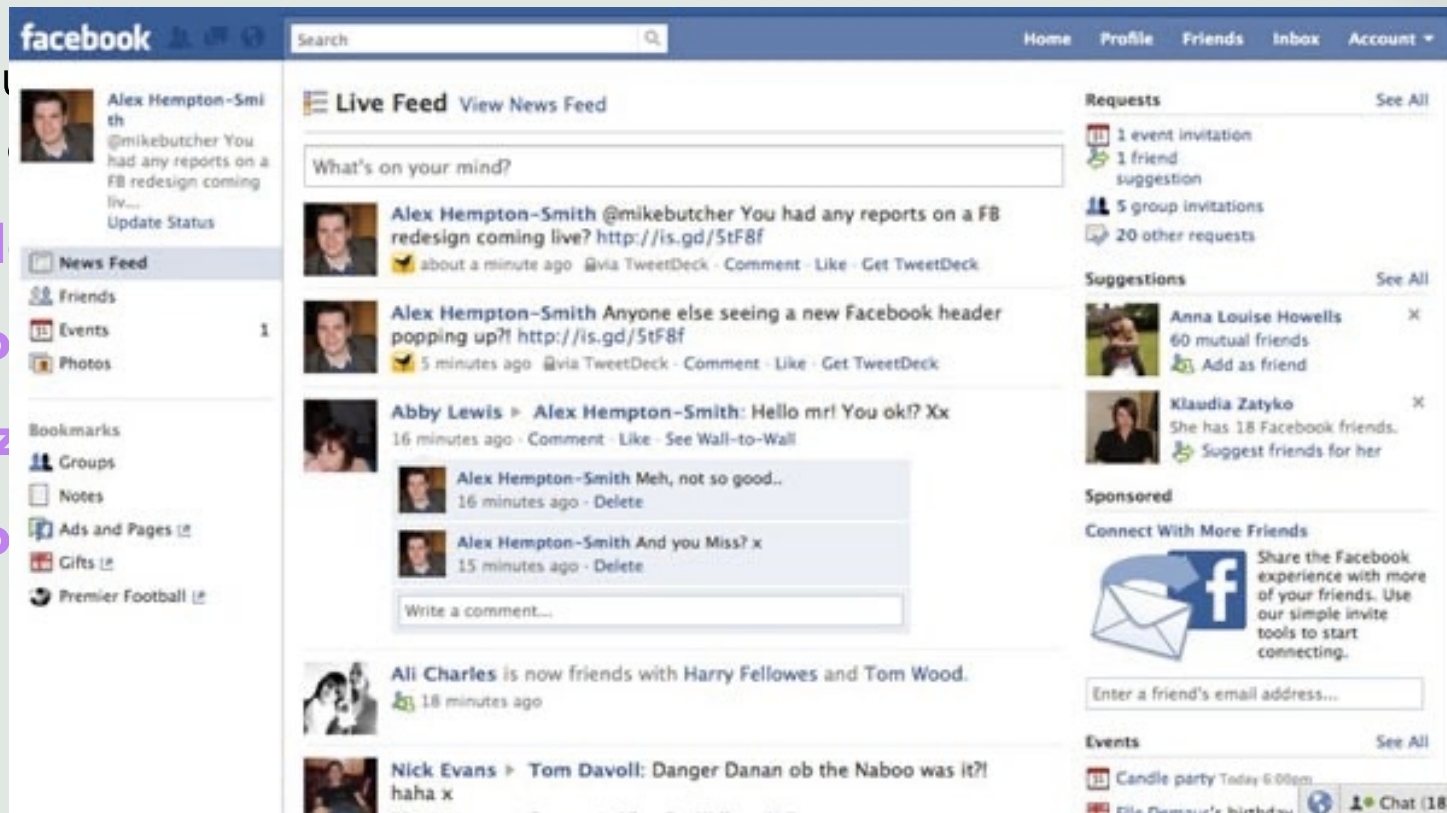 facebook
Search
Home Profile Friends Inbox Account
Alex Hempton-Smi
th
@mikebutcher You
had any reports on a
FB redesign coming
liv...
Update Status
News Feed
Friends
Events 1
Photos
Bookmarks
Groups
Notes
Ads and Pages
Gifts
Premier Football
Live Feed View News Feed
What's on your mind?
Alex Hempton-Smith @mikebutcher You had any reports on a FB
redesign coming live? http://is.gd/5tF8f
about a minute ago via TweetDeck · Comment · Like · Get TweetDeck
Alex Hempton-Smith Anyone else seeing a new Facebook header
popping up?! http://is.gd/5tF8f
5 minutes ago via TweetDeck · Comment · Like · Get TweetDeck
Abby Lewis ▸ Alex Hempton-Smith: Hello mr! You ok!? Xx
16 minutes ago · Comment · Like · See Wall-to-Wall
Alex Hempton-Smith Meh, not so good..
16 minutes ago · Delete
Alex Hempton-Smith And you Miss? x
15 minutes ago · Delete
Write a comment...
Ali Charles is now friends with Harry Fellowes and Tom Wood.
18 minutes ago
Nick Evans ▸ Tom Davoll: Danger Danan ob the Naboo was it?!
haha x
Requests See All
1 event invitation
1 friend
suggestion
5 group invitations
20 other requests
Suggestions See All
Anna Louise Howells
60 mutual friends
Add as friend
Klaudia Zatyko
She has 18 Facebook friends.
Suggest friends for her
Sponsored
Connect With More Friends
Share the Facebook
experience with more
of your friends. Use
our simple invite
tools to start
connecting.
Enter a friend's email address...
Events See All
Candle party Today 6:00pm
birthday
Chat (18